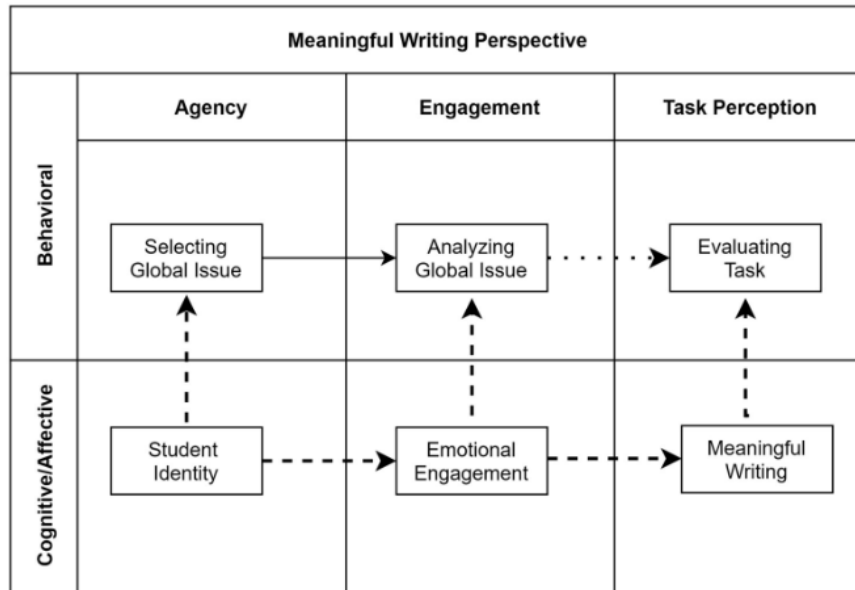 Meaningful Writing Perspective
Agency
Engagement
Task Perception
Behavioral
Selecting
Global Issue
Analyzing
Global Issue
Evaluating
Task
Cognitive/Affective
Student
Identity
Emotional
Engagement
Meaningful
Writing